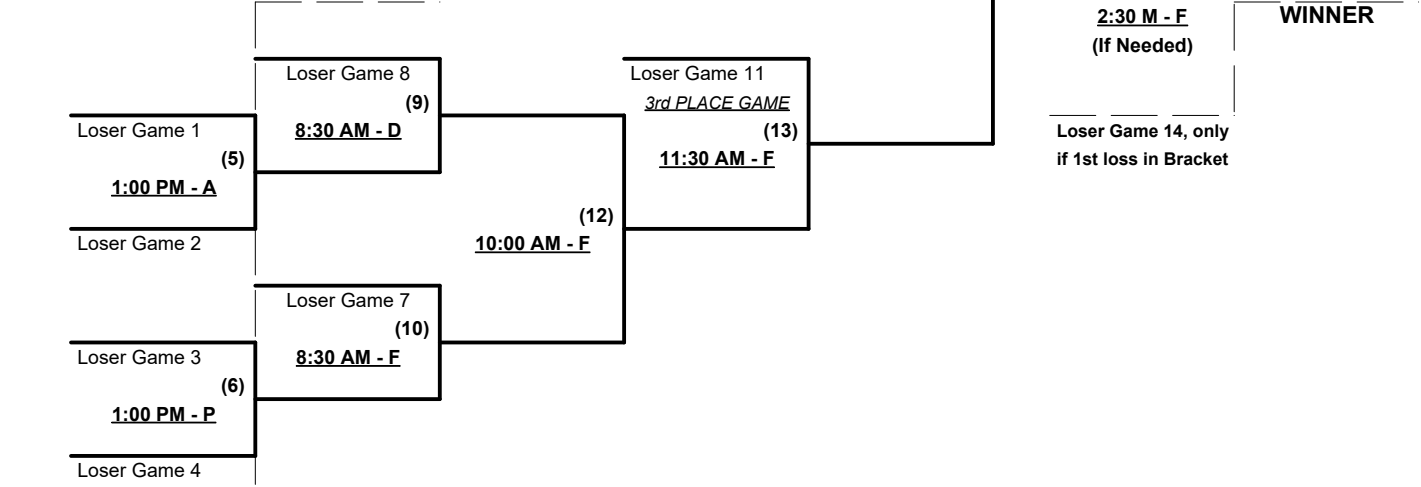 2:30 M - F
WINNER
(If Needed)
Loser Game 8
Loser Game 11
(9)
3rd PLACE GAME
Loser Game 1
8:30 AM - D
(13)
Loser Game 14, only
(5)
11:30 AM - F
if 1st loss in Bracket
1:00 PM - A
(12)
Loser Game 2
10:00 AM - F
Loser Game 7
(10)
Loser Game 3
8:30 AM - F
(6)
1:00 PM - P
Loser Game 4